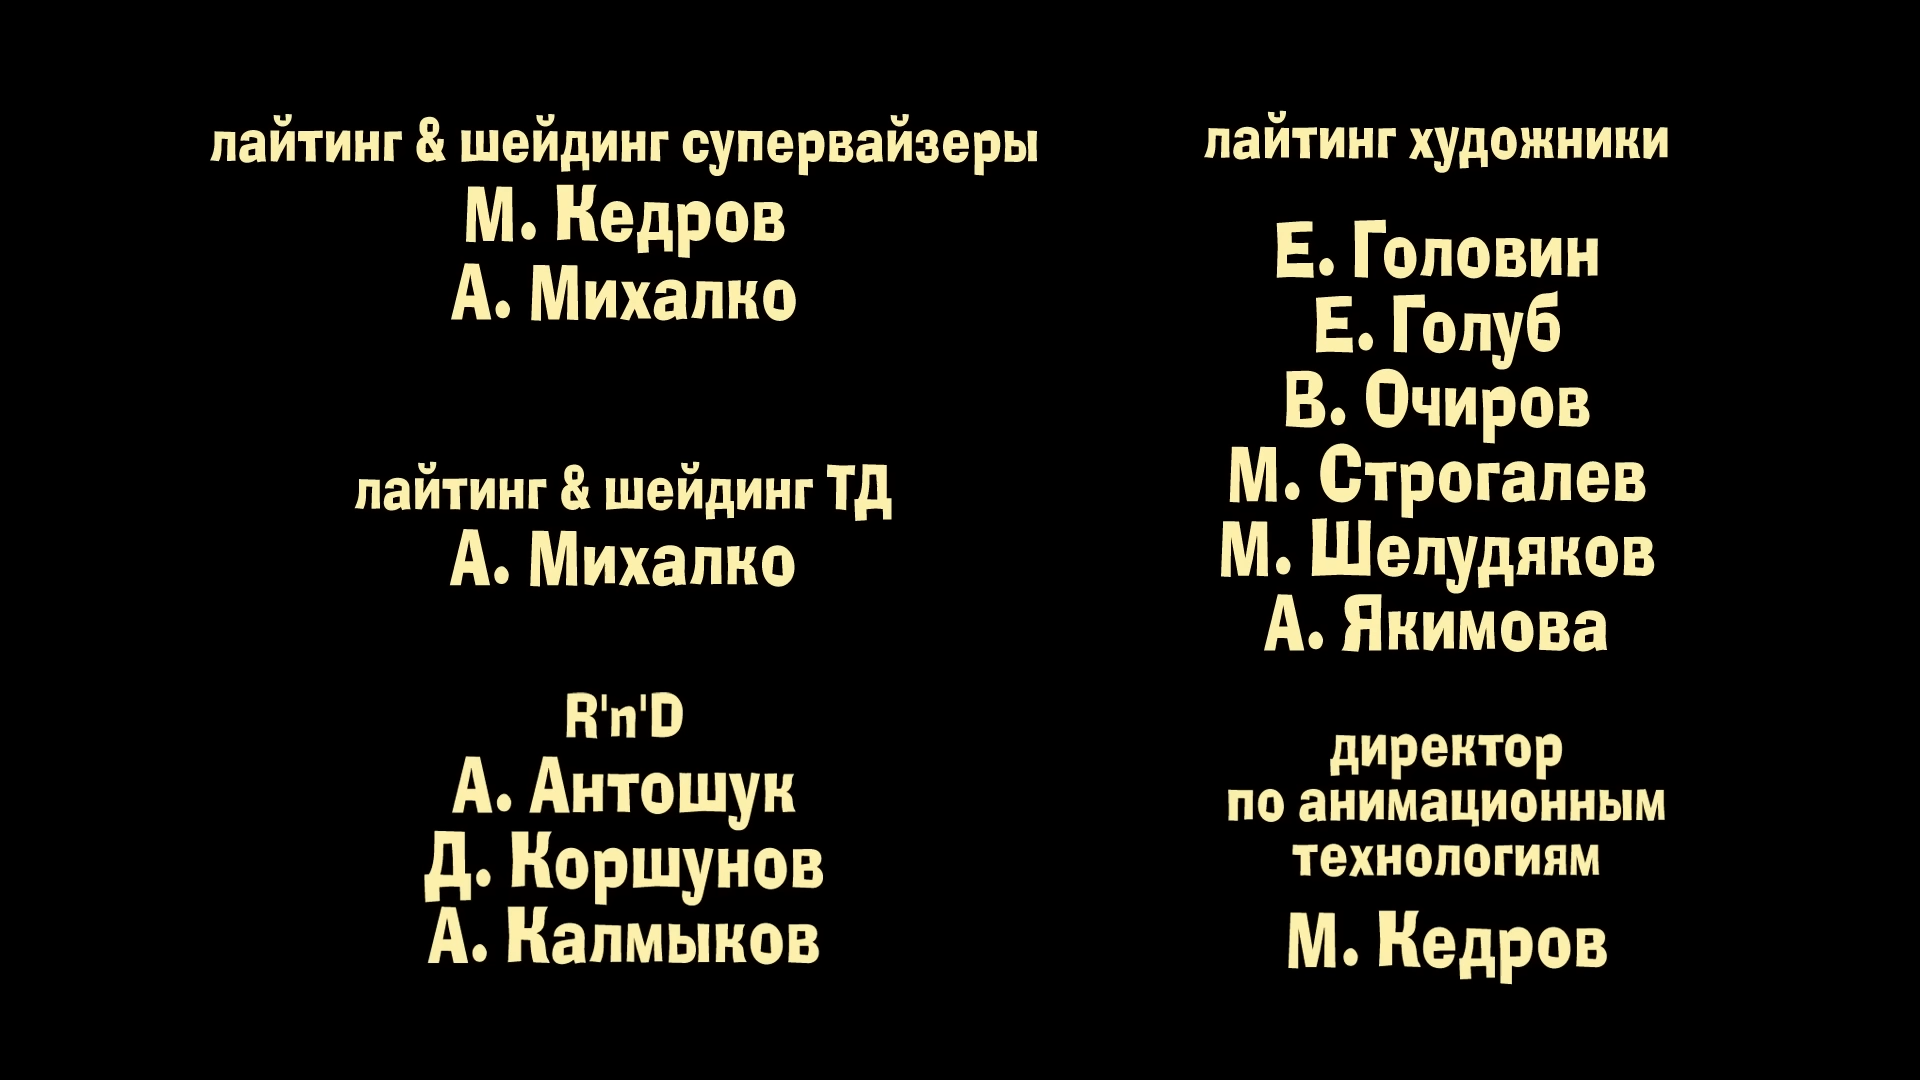 лайтинг & шейдинг супервайзеры
М. Кедров
А. Михалко
лайтинг & шейдинг ТД
А. Михалко
R'n'D
А. Антошук
Д. Коршунов
А. Калмыков
лайтинг художники
Е. Головин
Е. Голуб
В. Очиров
М. Строгалев
М. Шелудяков
А. Якимова
директор
по анимационным
технологиям
М. Кедров